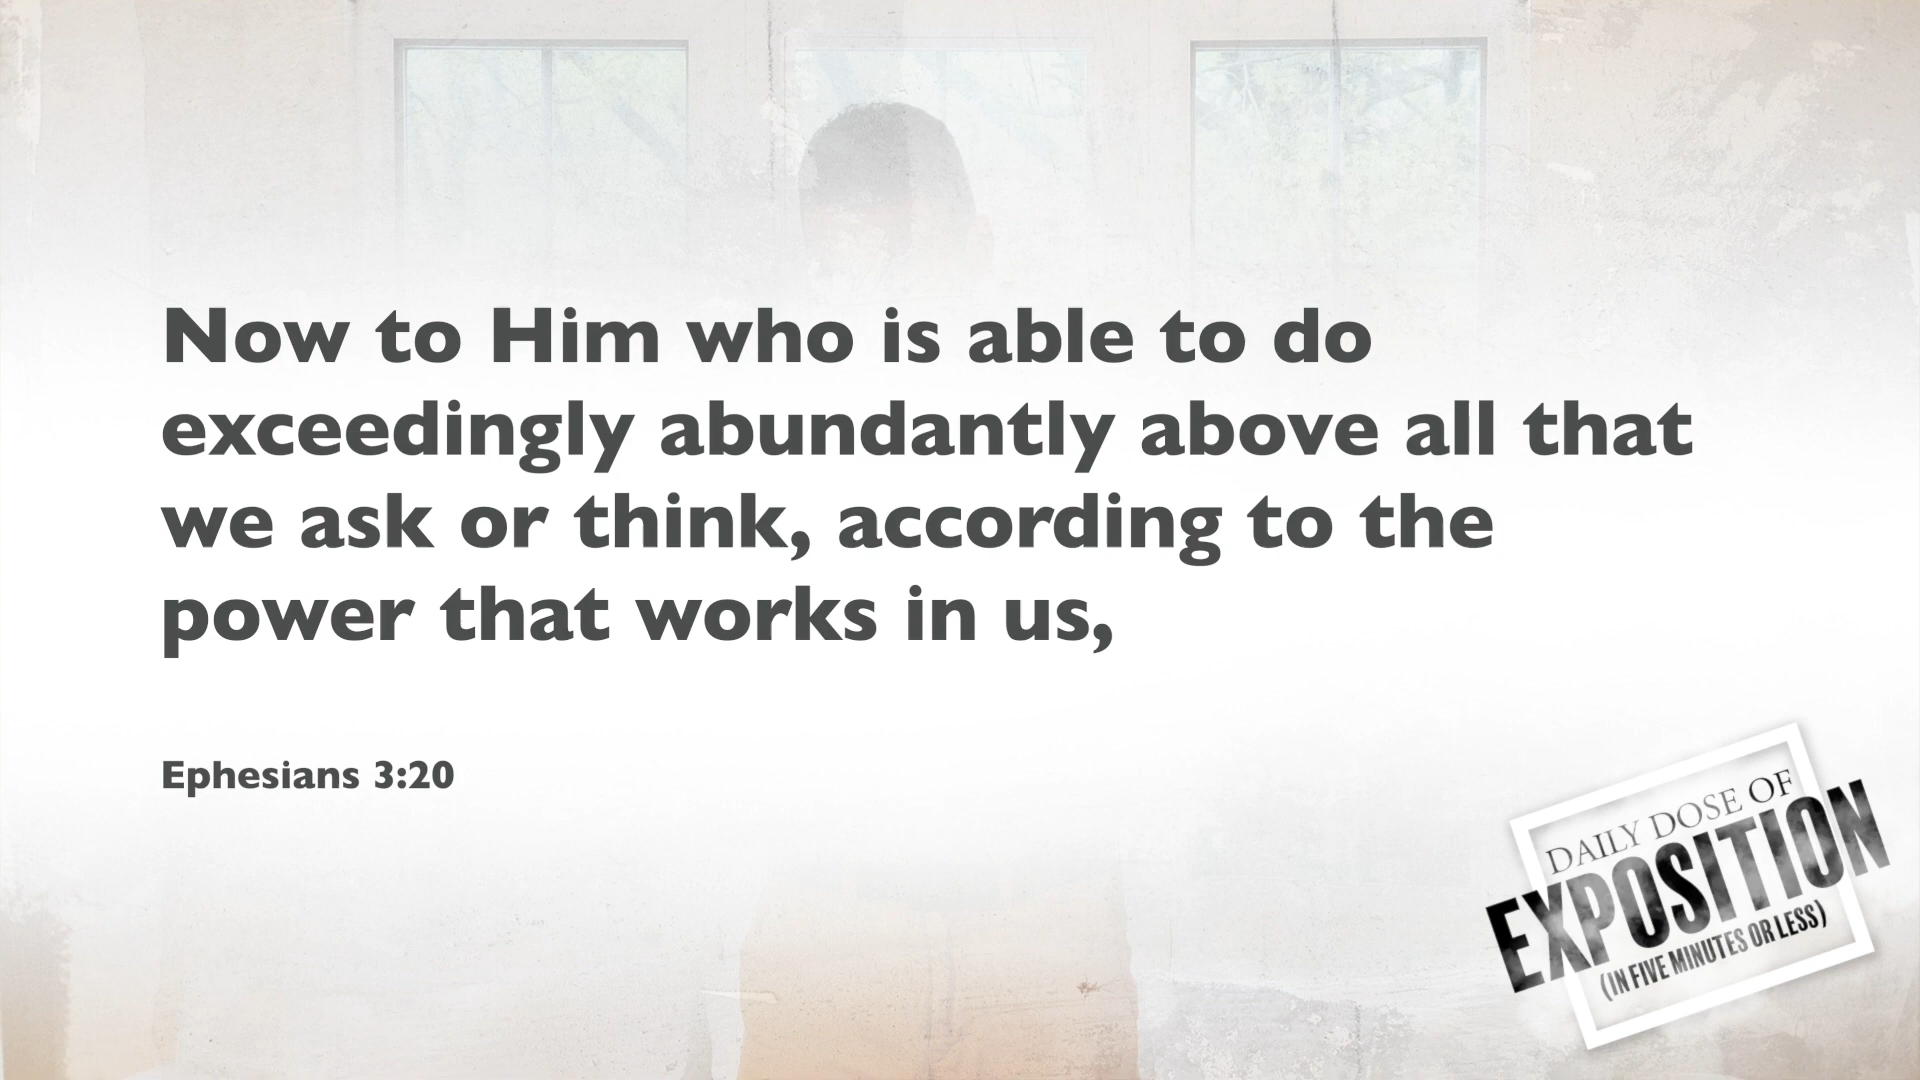 Now to Him who is able to do
exceedingly abundantly above all that
we ask or think, according to the
power that works in us,
Ephesians 3:20
DAILY DOSE OF
EXPOSITION
(IN FIVE MINUTES OR LESS)